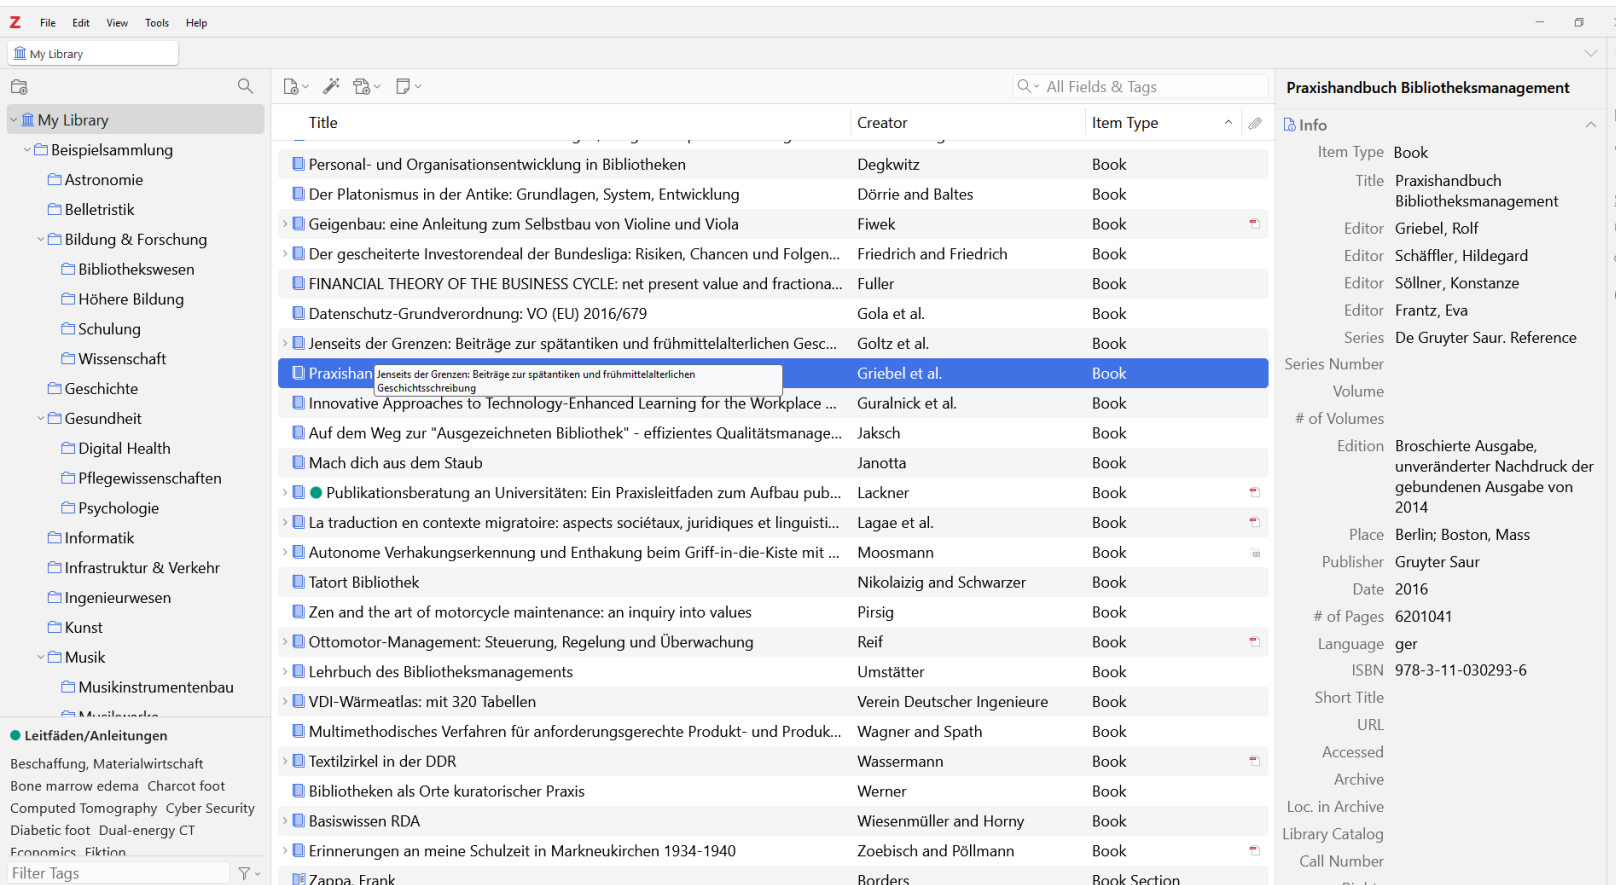 Z File Edit View Tools Help
My Library
All Fields & Tags
My Library
Beispielsammlung
Astronomie
Belletristik
Bildung & Forschung
Bibliothekswesen
Höhere Bildung
Schulung
Wissenschaft
Geschichte
Gesundheit
Digital Health
Pflegewissenschaften
Psychologie
Informatik
Infrastruktur & Verkehr
Ingenieurwesen
Kunst
Musik
Musikinstrumentenbau
Musikwerke
Leitfäden/Anleitungen
Beschaffung, Materialwirtschaft
Bone marrow edema Charcot foot
Computed Tomography Cyber Security
Diabetic foot Dual-energy CT
Economics Fiktion
Filter Tags
Title Creator Item Type
Personal- und Organisationsentwicklung in Bibliotheken Degkwitz Book
Der Platonismus in der Antike: Grundlagen, System, Entwicklung Dörrie and Baltes Book
Geigenbau: eine Anleitung zum Selbstbau von Violine und Viola Fiwek Book
Der gescheiterte Investorendeal der Bundesliga: Risiken, Chancen und Folgen... Friedrich and Friedrich Book
FINANCIAL THEORY OF THE BUSINESS CYCLE: net present value and fractiona... Fuller Book
Datenschutz-Grundverordnung: VO (EU) 2016/679 Gola et al. Book
Jenseits der Grenzen: Beiträge zur spätantiken und frühmittelalterlichen Gesc... Goltz et al. Book
Praxishan Griebel et al. Book
Jenseits der Grenzen: Beiträge zur spätantiken und frühmittelalterlichen
Geschichtsschreibung
Innovative Approaches to Technology-Enhanced Learning for the Workplace ... Guralnick et al. Book
Auf dem Weg zur "Ausgezeichneten Bibliothek" - effizientes Qualitätsmanage... Jaksch Book
Mach dich aus dem Staub Janotta Book
Publikationsberatung an Universitäten: Ein Praxisleitfaden zum Aufbau pub... Lackner Book
La traduction en contexte migratoire: aspects sociétaux, juridiques et linguisti... Lagae et al. Book
Autonome Verhakungserkennung und Enthakung beim Griff-in-die-Kiste mit ... Moosmann Book
Tatort Bibliothek Nikolaizig and Schwarzer Book
Zen and the art of motorcycle maintenance: an inquiry into values Pirsig Book
Ottomotor-Management: Steuerung, Regelung und Überwachung Reif Book
Lehrbuch des Bibliotheksmanagements Umstätter Book
VDI-Wärmeatlas: mit 320 Tabellen Verein Deutscher Ingenieure Book
Multimethodisches Verfahren für anforderungsgerechte Produkt- und Produk... Wagner and Spath Book
Textilzirkel in der DDR Wassermann Book
Bibliotheken als Orte kuratorischer Praxis Werner Book
Basiswissen RDA Wiesenmüller and Horny Book
Erinnerungen an meine Schulzeit in Markneukirchen 1934-1940 Zoebisch and Pöllmann Book
Zappa, Frank Borders Book Section
Praxishandbuch Bibliotheksmanagement
Info
Item Type Book
Title Praxishandbuch
Bibliotheksmanagement
Editor Griebel, Rolf
Editor Schäffler, Hildegard
Editor Söllner, Konstanze
Editor Frantz, Eva
Series De Gruyter Saur. Reference
Series Number
Volume
# of Volumes
Edition Broschierte Ausgabe,
unveränderter Nachdruck der
gebundenen Ausgabe von
2014
Place Berlin; Boston, Mass
Publisher Gruyter Saur
Date 2016
# of Pages 6201041
Language ger
ISBN 978-3-11-030293-6
Short Title
URL
Accessed
Archive
Loc. in Archive
Library Catalog
Call Number